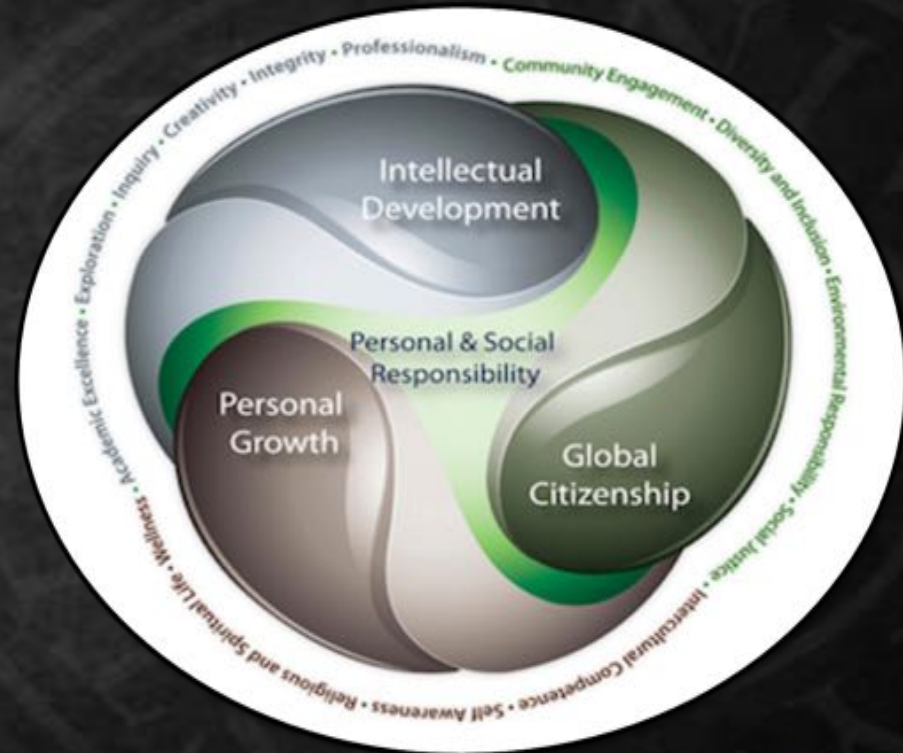 Academic Excellence • Exploration • Inquiry • Creativity • Integrity • Professionalism • Community Engagement • Diversity and Inclusion • Environmental Responsibility • Social Justice • Intercultural Competence • Self Awareness • Religious and Spiritual Life • Wellness •
Intellectual
Development
Personal & Social
Responsibility
Personal
Growth
Global
Citizenship